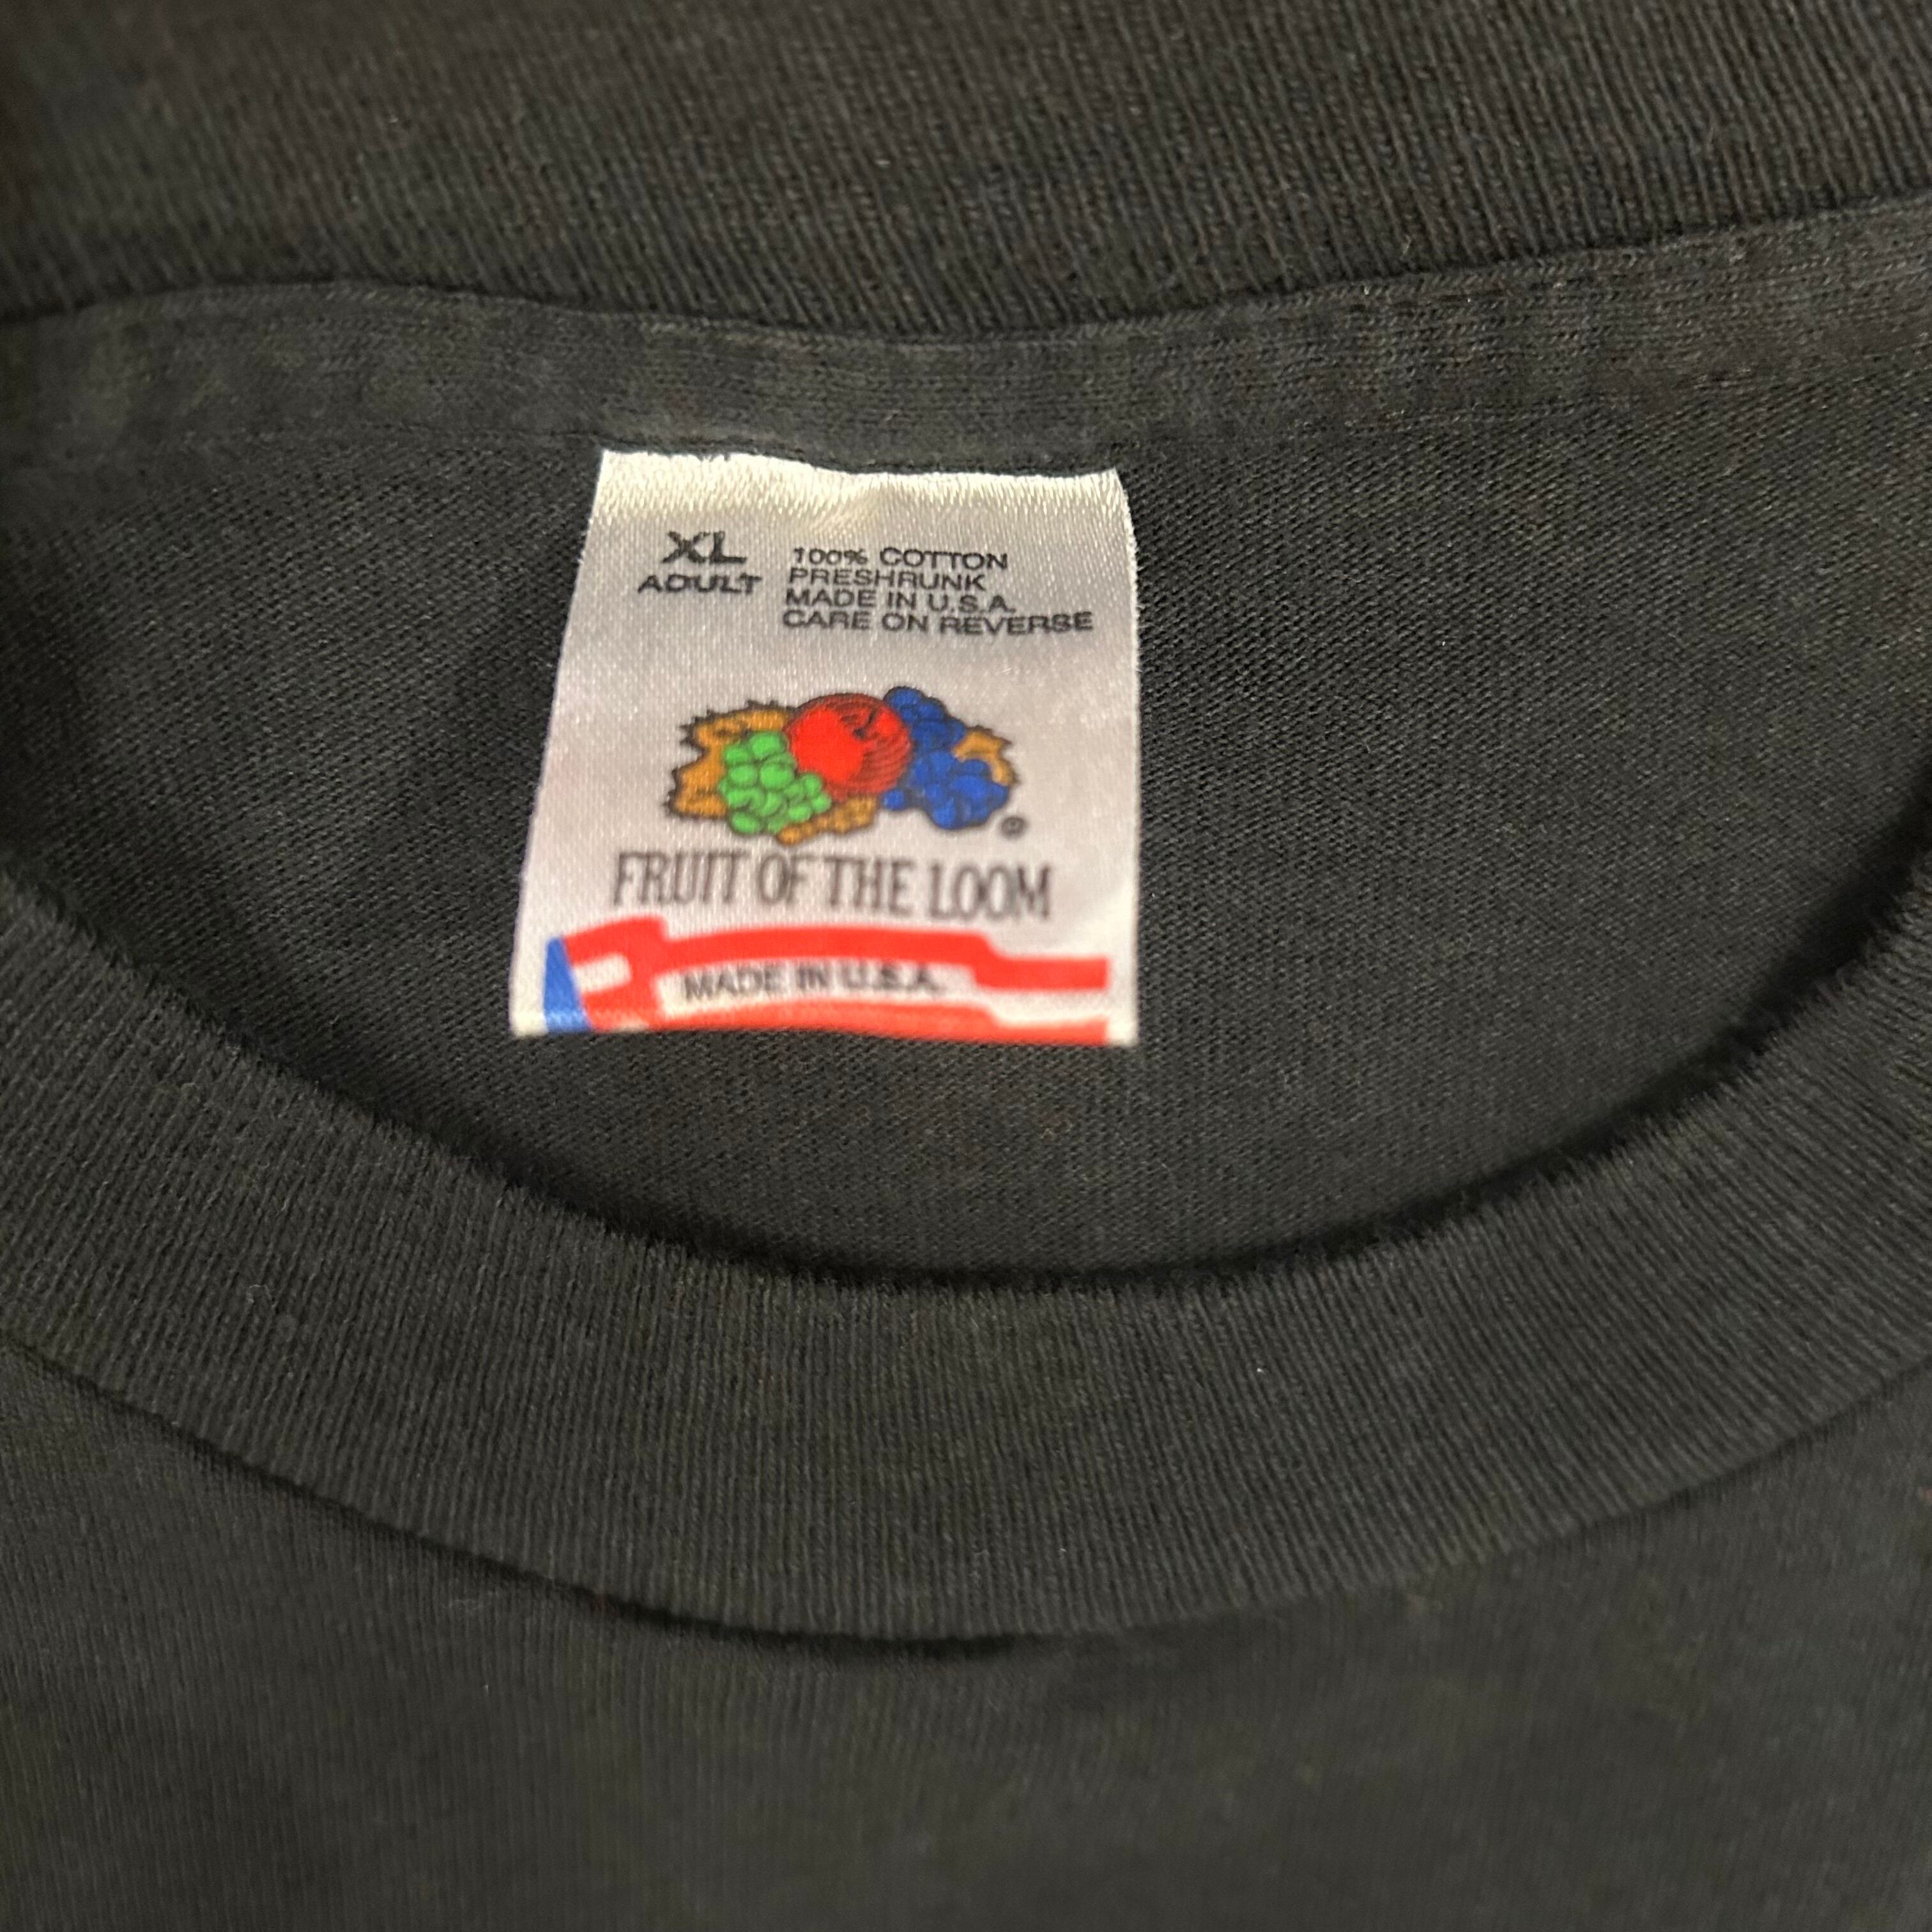 XL
ADULT
100% COTTON
PRESHRUNK
MADE IN U.S.A.
CARE ON REVERSE
®
FRUIT OF THE LOOM
MADE IN U.S.A.